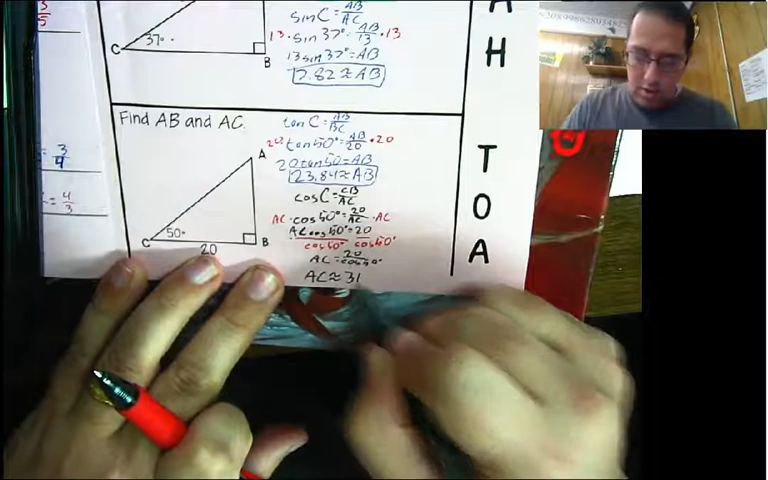 3/5
sin C = AB/AC
13 · sin 37° = AB/13 · 13
13 sin 37° = AB
7.82 ≈ AB
37°
C
B
H
Find AB and AC.
tan C = AB/BC
20 · tan 50° = AB/20 · 20
20 tan 50 = AB
23.84 ≈ AB
cos C = CB/AC
AC · cos 50° = 20/AC · AC
AC cos 50° = 20
cos 50° cos 50°
AC = 20/cos 50°
AC ≈ 31
A
50°
C
20
B
T
O
A
= 3/4
= 4/3